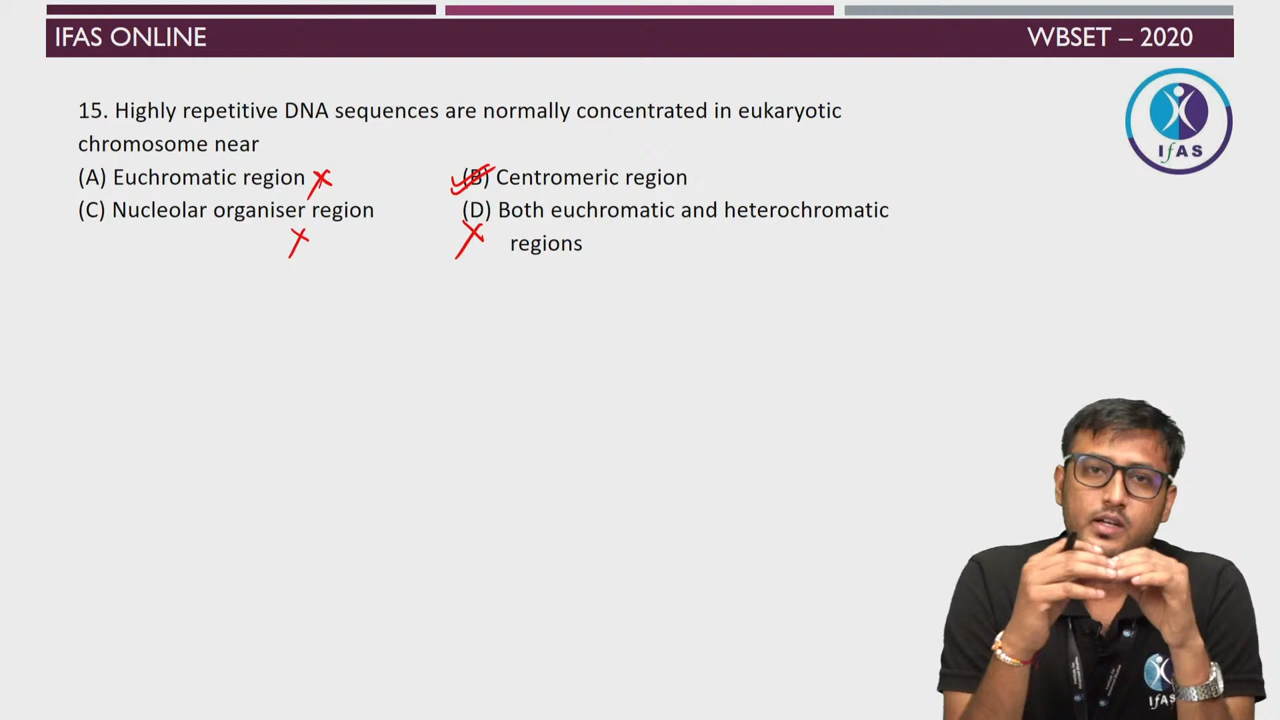 IFAS ONLINE
WBSET – 2020
IfAS
15. Highly repetitive DNA sequences are normally concentrated in eukaryotic
chromosome near
(A) Euchromatic region
(B) Centromeric region
(C) Nucleolar organiser region
(D) Both euchromatic and heterochromatic
regions
IfAS